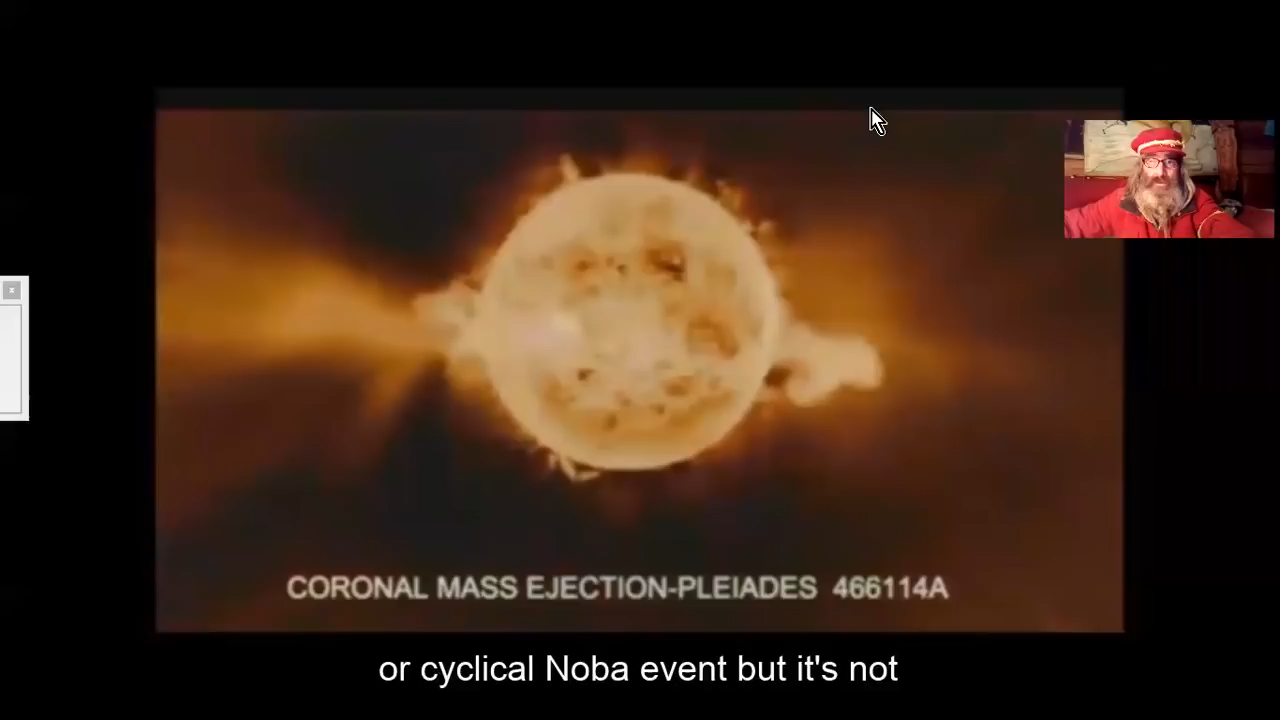 x
CORONAL MASS EJECTION-PLEIADES 466114A
or cyclical Noba event but it's not